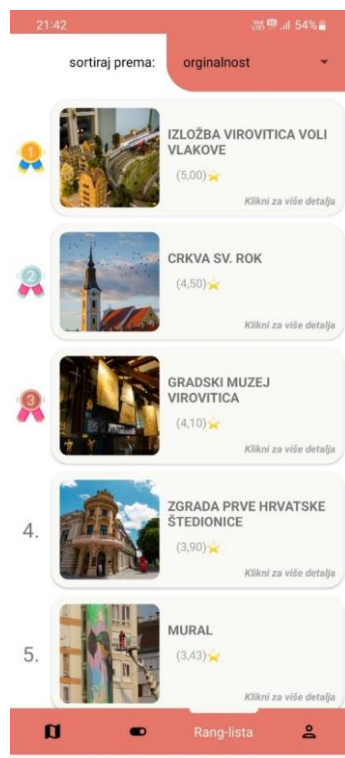 21:42
54%
sortiraj prema: orginalnost
1
IZLOŽBA VIROVITICA VOLI
VLAKOVE
(5,00)
Klikni za više detalja
2
CRKVA SV. ROK
(4,50)
Klikni za više detalja
3
GRADSKI MUZEJ
VIROVITICA
(4,10)
Klikni za više detalja
4.
ZGRADA PRVE HRVATSKE
ŠTEDIONICE
(3,90)
Klikni za više detalja
5.
MURAL
(3,43)
Klikni za više detalja
Rang-lista